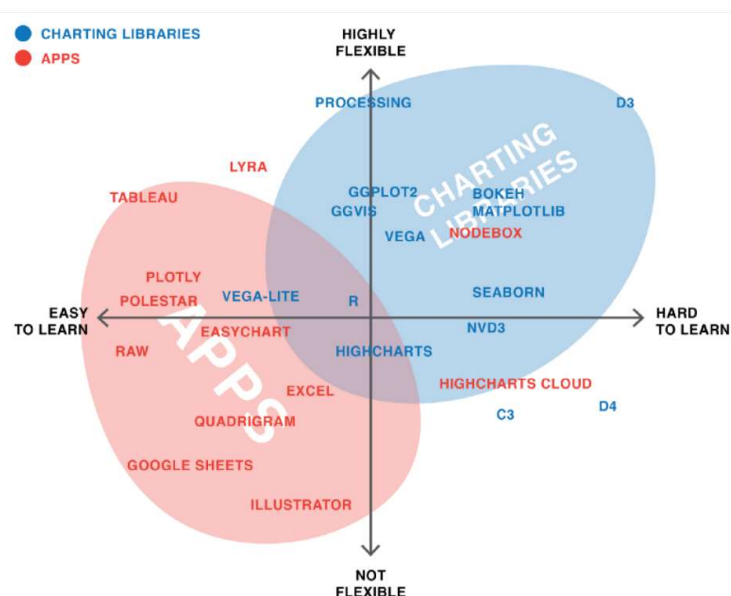 CHARTING LIBRARIES
APPS
HIGHLY
FLEXIBLE
PROCESSING
D3
CHARTING
LIBRARIES
LYRA
TABLEAU
GGPLOT2
BOKEH
GGVIS
MATPLOTLIB
VEGA
NODEBOX
PLOTLY
POLESTAR
VEGA-LITE
R
SEABORN
EASY
TO LEARN
HARD
TO LEARN
APPS
EASYCHART
NVD3
RAW
HIGHCHARTS
EXCEL
HIGHCHARTS CLOUD
D4
C3
QUADRIGRAM
GOOGLE SHEETS
ILLUSTRATOR
NOT
FLEXIBLE